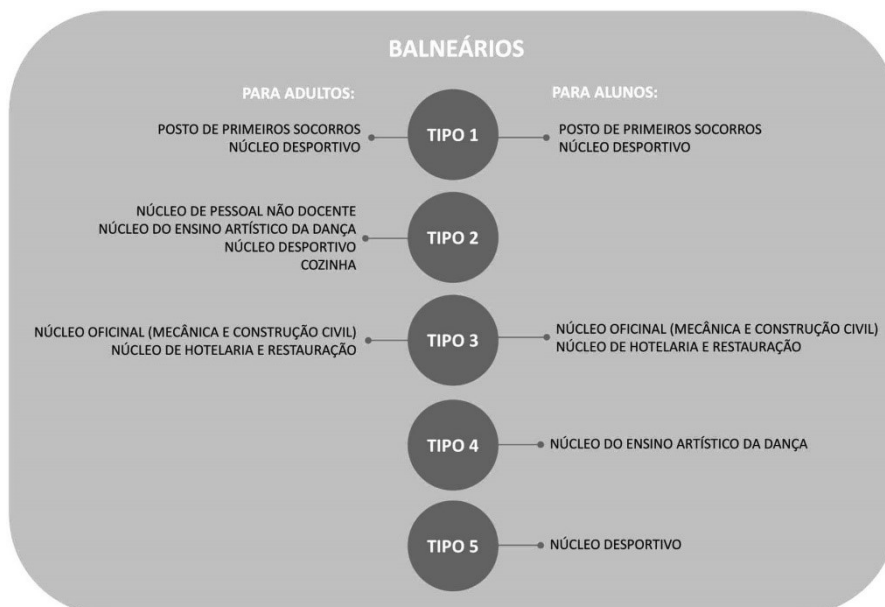 BALNEÁRIOS
PARA ADULTOS:
PARA ALUNOS:
POSTO DE PRIMEIROS SOCORROS
NÚCLEO DESPORTIVO
TIPO 1
POSTO DE PRIMEIROS SOCORROS
NÚCLEO DESPORTIVO
NÚCLEO DE PESSOAL NÃO DOCENTE
NÚCLEO DO ENSINO ARTÍSTICO DA DANÇA
NÚCLEO DESPORTIVO
COZINHA
TIPO 2
NÚCLEO OFICINAL (MECÂNICA E CONSTRUÇÃO CIVIL)
NÚCLEO DE HOTELARIA E RESTAURAÇÃO
TIPO 3
NÚCLEO OFICINAL (MECÂNICA E CONSTRUÇÃO CIVIL)
NÚCLEO DE HOTELARIA E RESTAURAÇÃO
TIPO 4
NÚCLEO DO ENSINO ARTÍSTICO DA DANÇA
TIPO 5
NÚCLEO DESPORTIVO